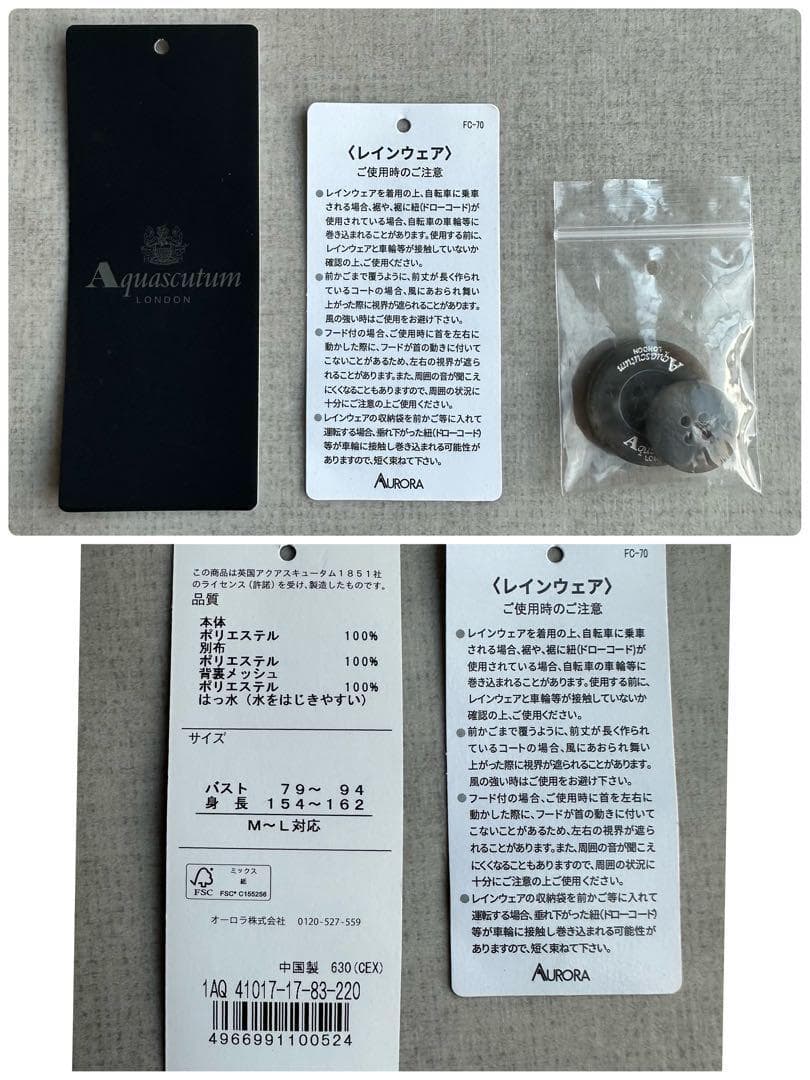 Aquascutum
LONDON
FC-70
〈レインウェア〉
ご使用時のご注意
●レインウェアを着用の上、自転車に乗車
される場合、裾や、裾に紐(ドローコード)が
使用されている場合、自転車の車輪等に
巻き込まれることがあります。使用する前に、
レインウェアと車輪等が接触していないか
確認の上、ご使用ください。
●前かごまで覆うように、前丈が長く作られ
ているコートの場合、風にあおられ舞い
上がった際に視界が遮られることがあります。
風の強い時はご使用をお避け下さい。
●フード付の場合、ご使用時に首を左右に
動かした際に、フードが首の動きに付いて
こないことがあるため、左右の視界が遮ら
れることがあります。また、周囲の音が聞こえ
にくくなることもありますので、周囲の状況に
十分にご注意の上ご使用ください。
●レインウェアの収納袋を前かご等に入れて
運転する場合、垂れ下がった紐(ドローコード)
等が車輪に接触し巻き込まれる可能性が
ありますので、短く束ねて下さい。
AURORA
Aquascutum
LONDON
この商品は英国アクアスキュータム1851社
のライセンス(許諾)を受け、製造したものです。
品質
本体
ポリエステル 100%
別布
ポリエステル 100%
背裏メッシュ
ポリエステル 100%
はっ水(水をはじきやすい)
サイズ
バスト 79～ 94
身 長 154～162
M～L対応
FSC
ミックス
紙
FSC® C155256
オーロラ株式会社 0120-527-559
中国製 630(CEX)
1AQ 41017-17-83-220
4966991100524
FC-70
〈レインウェア〉
ご使用時のご注意
●レインウェアを着用の上、自転車に乗車
される場合、裾や、裾に紐(ドローコード)が
使用されている場合、自転車の車輪等に
巻き込まれることがあります。使用する前に、
レインウェアと車輪等が接触していないか
確認の上、ご使用ください。
●前かごまで覆うように、前丈が長く作られ
ているコートの場合、風にあおられ舞い
上がった際に視界が遮られることがあります。
風の強い時はご使用をお避け下さい。
●フード付の場合、ご使用時に首を左右に
動かした際に、フードが首の動きに付いて
こないことがあるため、左右の視界が遮ら
れることがあります。また、周囲の音が聞こえ
にくくなることもありますので、周囲の状況に
十分にご注意の上ご使用ください。
●レインウェアの収納袋を前かご等に入れて
運転する場合、垂れ下がった紐(ドローコード)
等が車輪に接触し巻き込まれる可能性が
ありますので、短く束ねて下さい。
AURORA